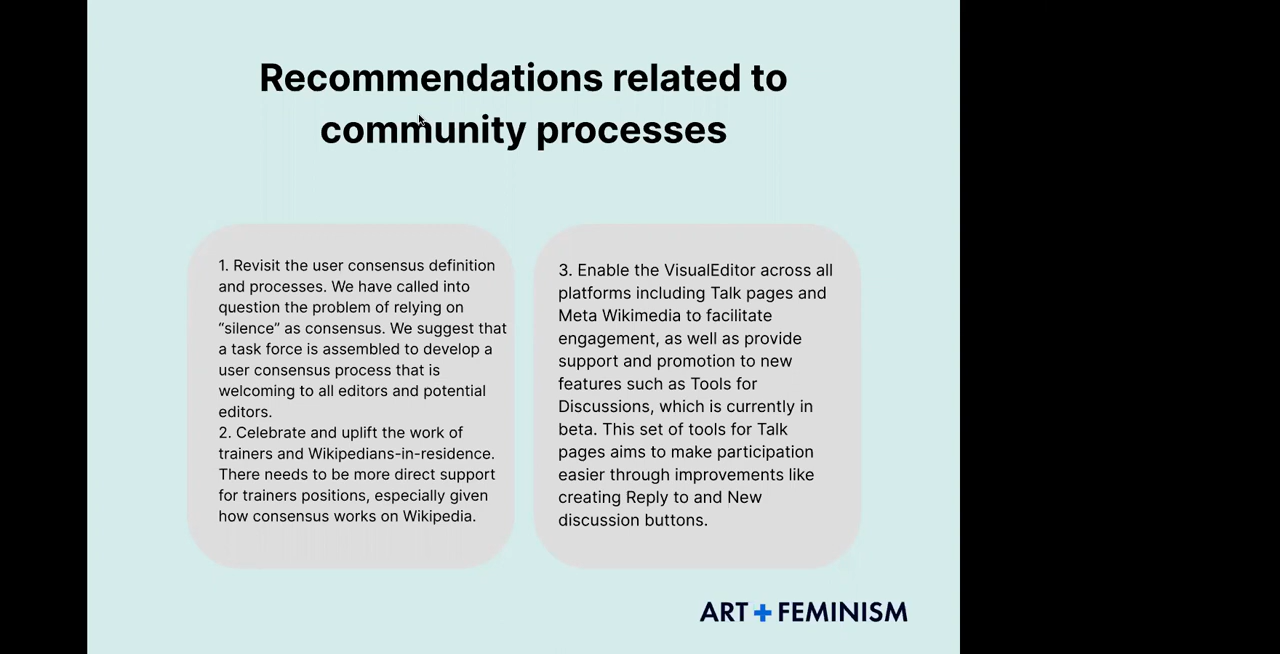 Recommendations related to
community processes
1. Revisit the user consensus definition
and processes. We have called into
question the problem of relying on
“silence” as consensus. We suggest that
a task force is assembled to develop a
user consensus process that is
welcoming to all editors and potential
editors.
2. Celebrate and uplift the work of
trainers and Wikipedians-in-residence.
There needs to be more direct support
for trainers positions, especially given
how consensus works on Wikipedia.
3. Enable the VisualEditor across all
platforms including Talk pages and
Meta Wikimedia to facilitate
engagement, as well as provide
support and promotion to new
features such as Tools for
Discussions, which is currently in
beta. This set of tools for Talk
pages aims to make participation
easier through improvements like
creating Reply to and New
discussion buttons.
ART + FEMINISM